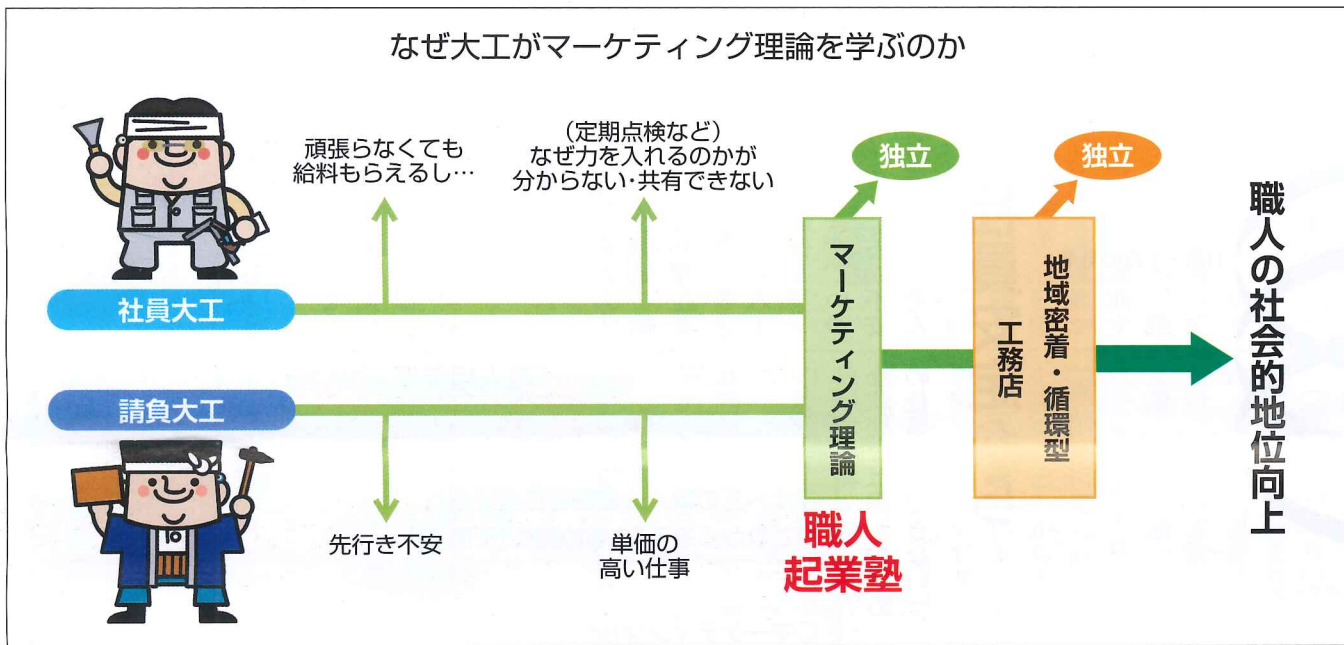 なぜ大工がマーケティング理論を学ぶのか
頑張らなくても
給料もらえるし…
（定期点検など）
なぜ力を入れるのかが
分からない・共有できない
独立
独立
社員大工
請負大工
マーケティング理論
地域密着・循環型
工務店
職人の社会的地位向上
先行き不安
単価の
高い仕事
職人
起業塾